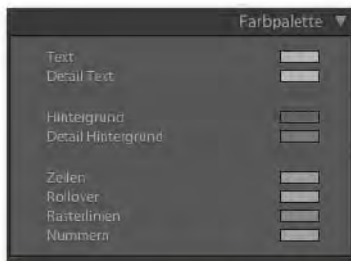 Farbpalette
Text
Detail Text
Hintergrund
Detail Hintergrund
Zeilen
Rollover
Rasterlinien
Nummern